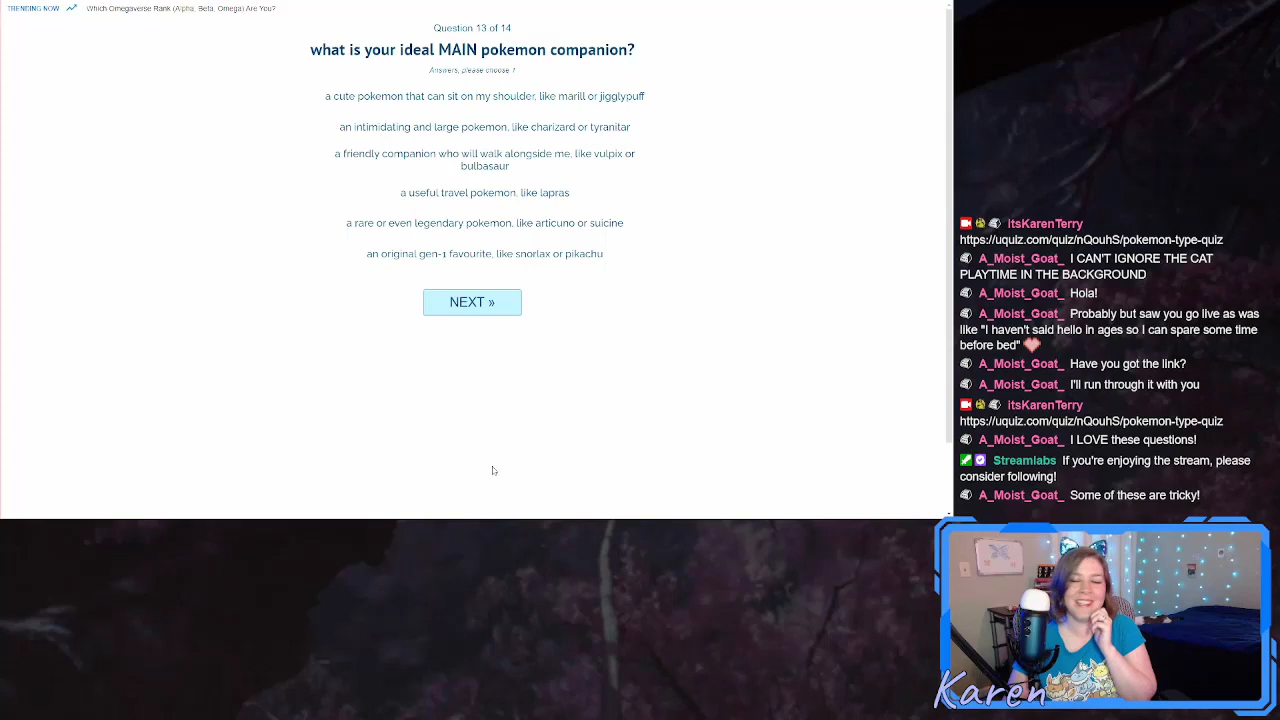 TRENDING NOW Which Omegaverse Rank (Alpha, Beta, Omega) Are You?
Question 13 of 14
what is your ideal MAIN pokemon companion?
Answers, please choose 1
a cute pokemon that can sit on my shoulder, like marill or jigglypuff
an intimidating and large pokemon, like charizard or tyranitar
a friendly companion who will walk alongside me, like vulpix or
bulbasaur
a useful travel pokemon, like lapras
a rare or even legendary pokemon, like articuno or suicine
an original gen-1 favourite, like snorlax or pikachu
NEXT »
itsKarenTerry
https://uquiz.com/quiz/nQouhS/pokemon-type-quiz
A_Moist_Goat_ I CAN'T IGNORE THE CAT
PLAYTIME IN THE BACKGROUND
A_Moist_Goat_ Hola!
A_Moist_Goat_ Probably but saw you go live as was
like "I haven't said hello in ages so I can spare some time
before bed"
A_Moist_Goat_ Have you got the link?
A_Moist_Goat_ I'll run through it with you
itsKarenTerry
https://uquiz.com/quiz/nQouhS/pokemon-type-quiz
A_Moist_Goat_ I LOVE these questions!
Streamlabs If you're enjoying the stream, please
consider following!
A_Moist_Goat_ Some of these are tricky!
Karen